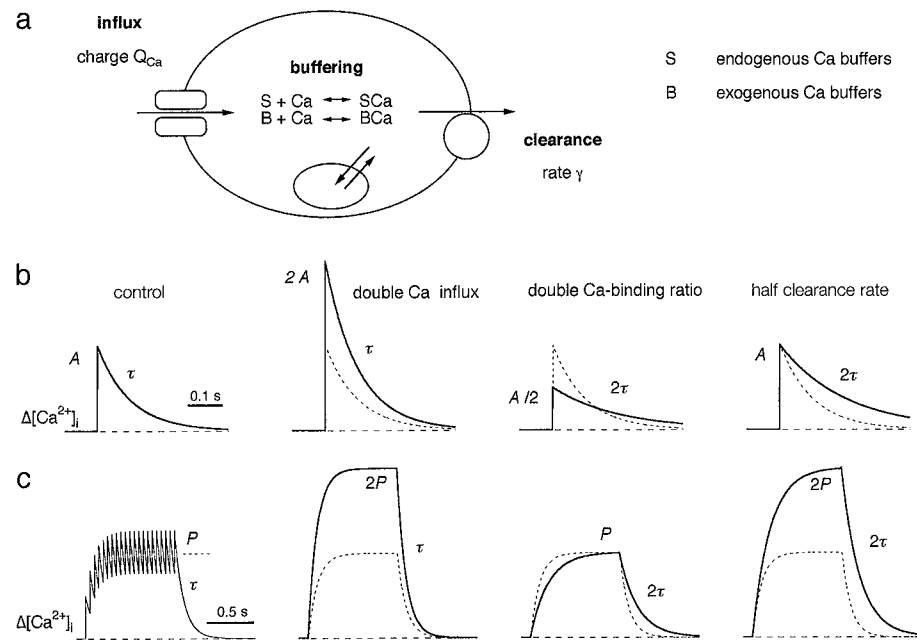 a
influx
charge QCa
buffering
S + Ca ↔ SCa
B + Ca ↔ BCa
clearance
rate γ
S endogenous Ca buffers
B exogenous Ca buffers
b
control
double Ca influx
double Ca-binding ratio
half clearance rate
A
τ
0.1 s
Δ[Ca2+]i
2 A
τ
A /2
2τ
A
2τ
c
P
τ
0.5 s
Δ[Ca2+]i
2P
τ
P
2τ
2P
2τ